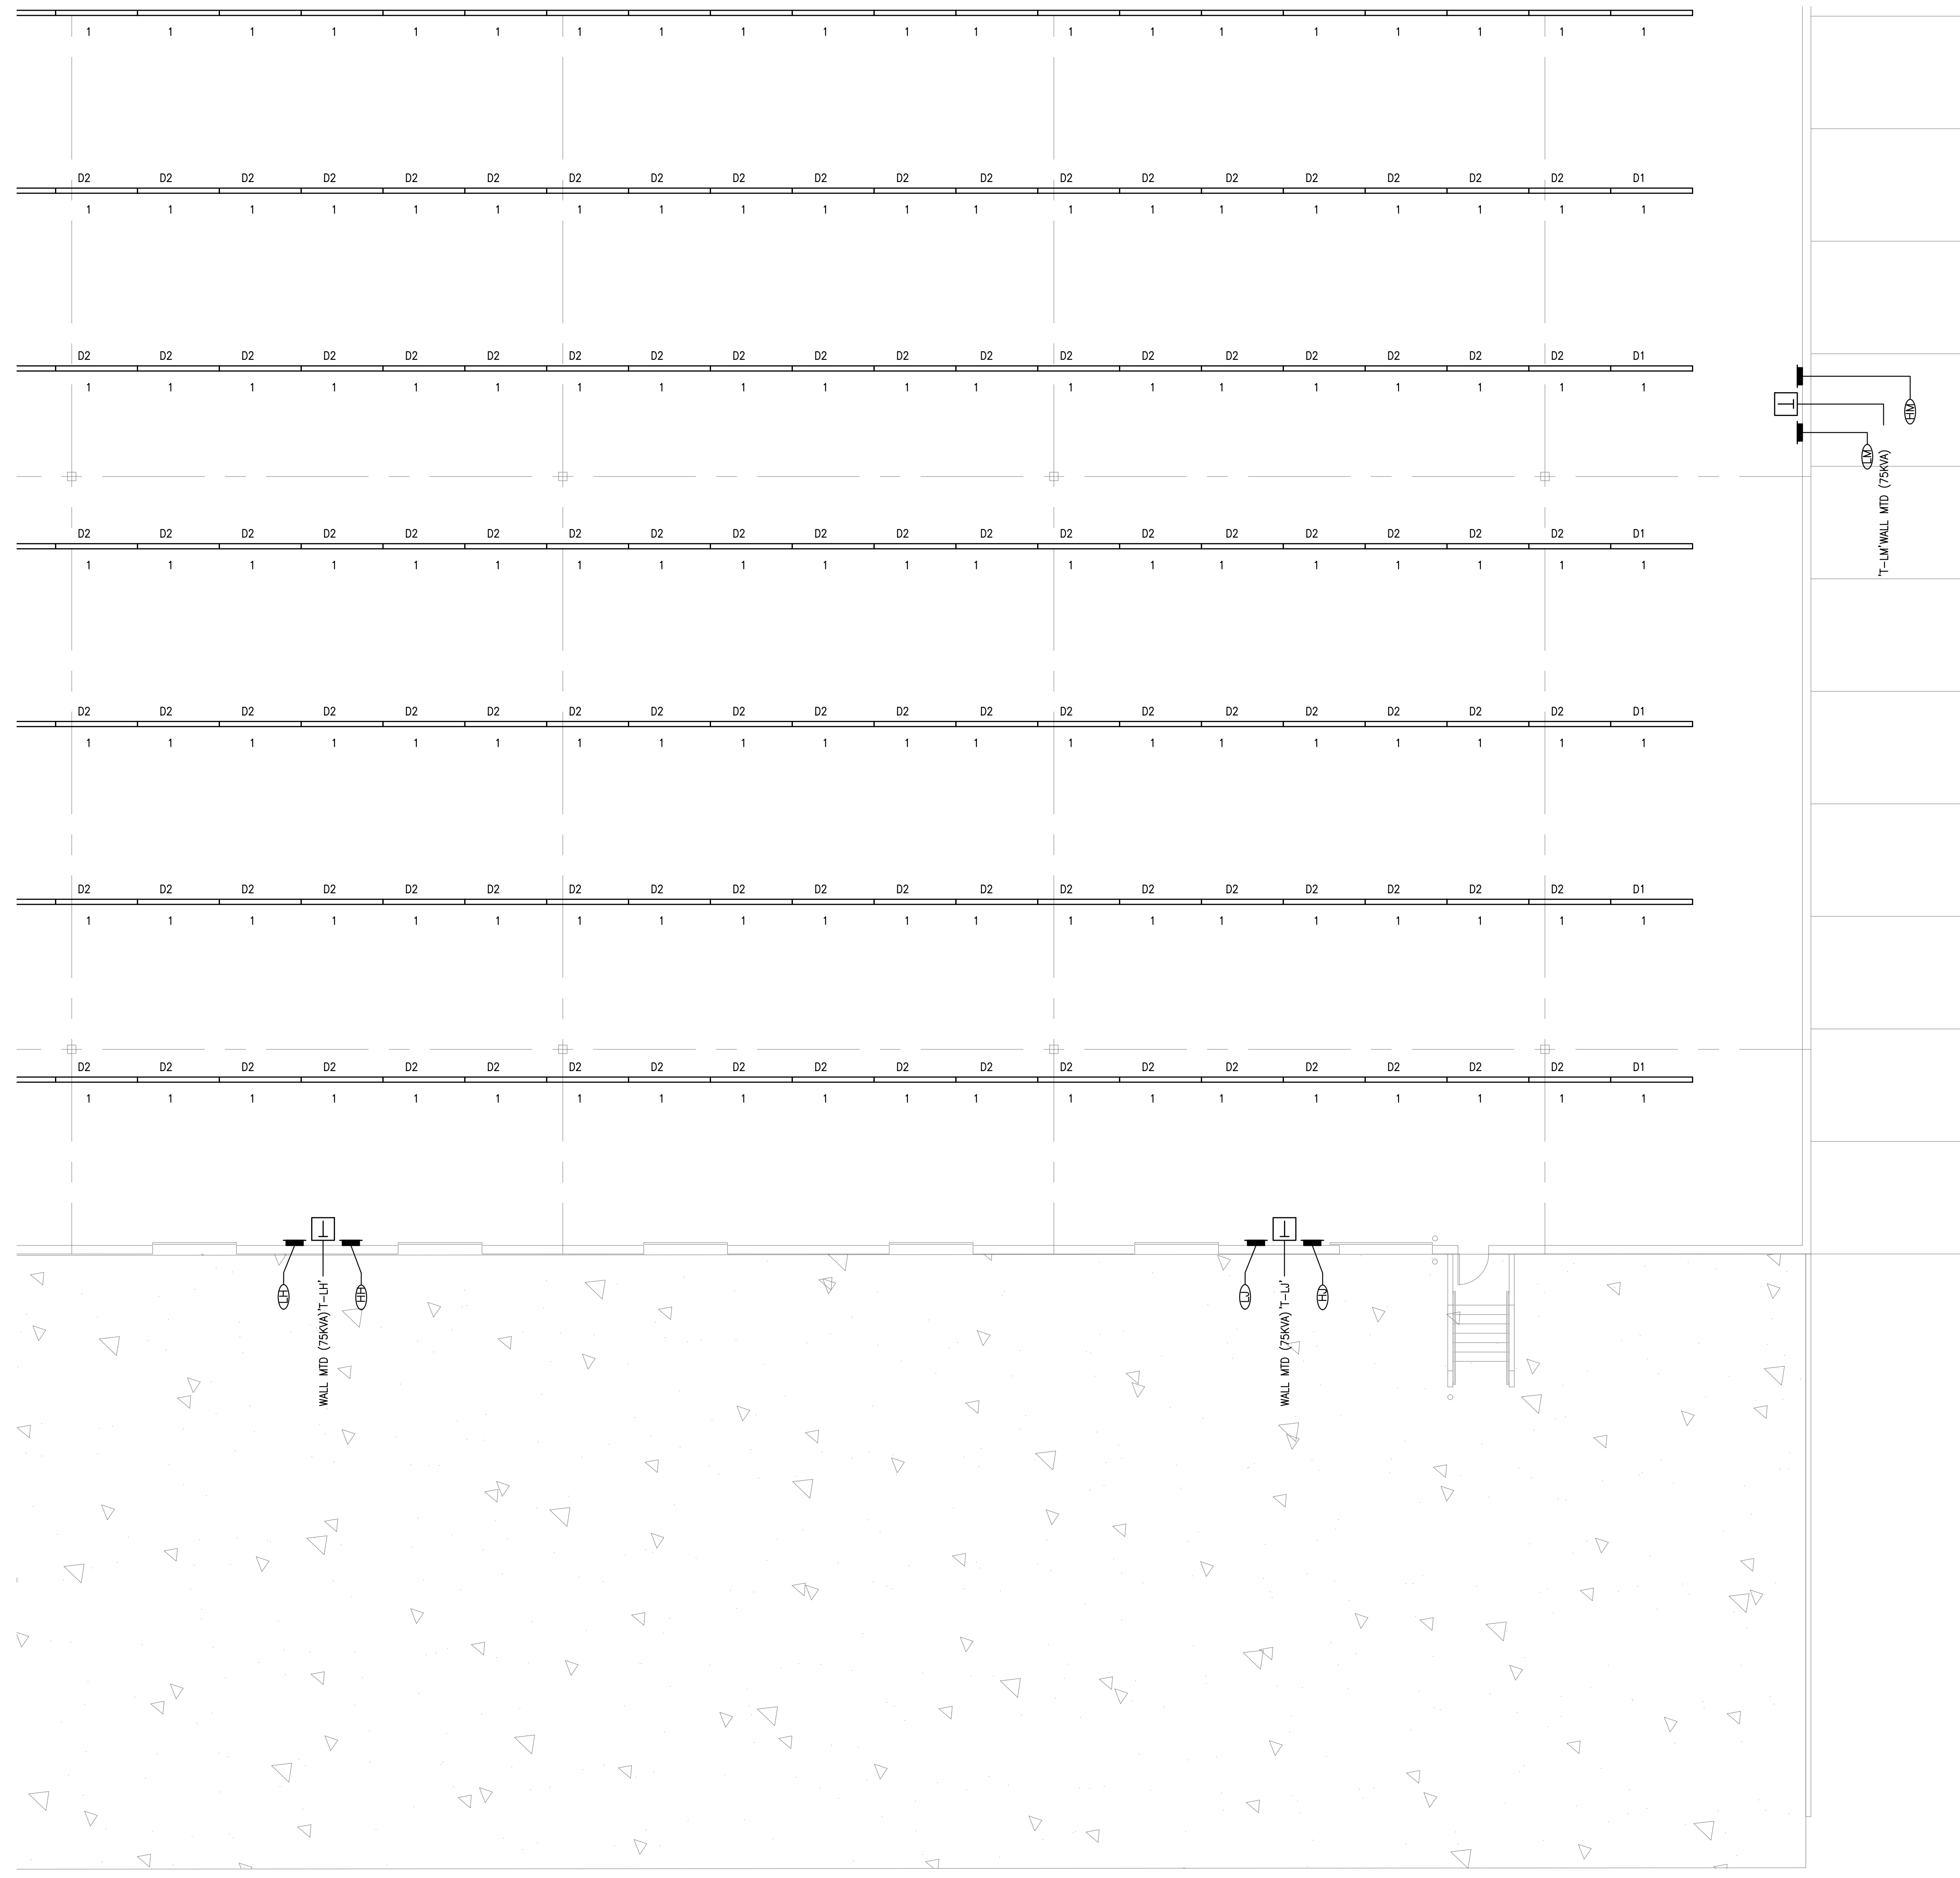 1 1 1 1 1 1 1 1 1 1 1 1 1 1 1 1 1 1 1 1
D2 D2 D2 D2 D2 D2 D2 D2 D2 D2 D2 D2 D2 D2 D2 D2 D2 D2 D2 D1
1 1 1 1 1 1 1 1 1 1 1 1 1 1 1 1 1 1 1 1
D2 D2 D2 D2 D2 D2 D2 D2 D2 D2 D2 D2 D2 D2 D2 D2 D2 D2 D2 D1
1 1 1 1 1 1 1 1 1 1 1 1 1 1 1 1 1 1 1 1
T
HM
LM
'T-LM' WALL MTD (75KVA)
D2 D2 D2 D2 D2 D2 D2 D2 D2 D2 D2 D2 D2 D2 D2 D2 D2 D2 D2 D1
1 1 1 1 1 1 1 1 1 1 1 1 1 1 1 1 1 1 1 1
D2 D2 D2 D2 D2 D2 D2 D2 D2 D2 D2 D2 D2 D2 D2 D2 D2 D2 D2 D1
1 1 1 1 1 1 1 1 1 1 1 1 1 1 1 1 1 1 1 1
D2 D2 D2 D2 D2 D2 D2 D2 D2 D2 D2 D2 D2 D2 D2 D2 D2 D2 D2 D1
1 1 1 1 1 1 1 1 1 1 1 1 1 1 1 1 1 1 1 1
D2 D2 D2 D2 D2 D2 D2 D2 D2 D2 D2 D2 D2 D2 D2 D2 D2 D2 D2 D1
1 1 1 1 1 1 1 1 1 1 1 1 1 1 1 1 1 1 1 1
T
LH
WALL MTD (75KVA) 'T-LH'
HH
T
LJ
WALL MTD (75KVA) 'T-LJ'
HJ